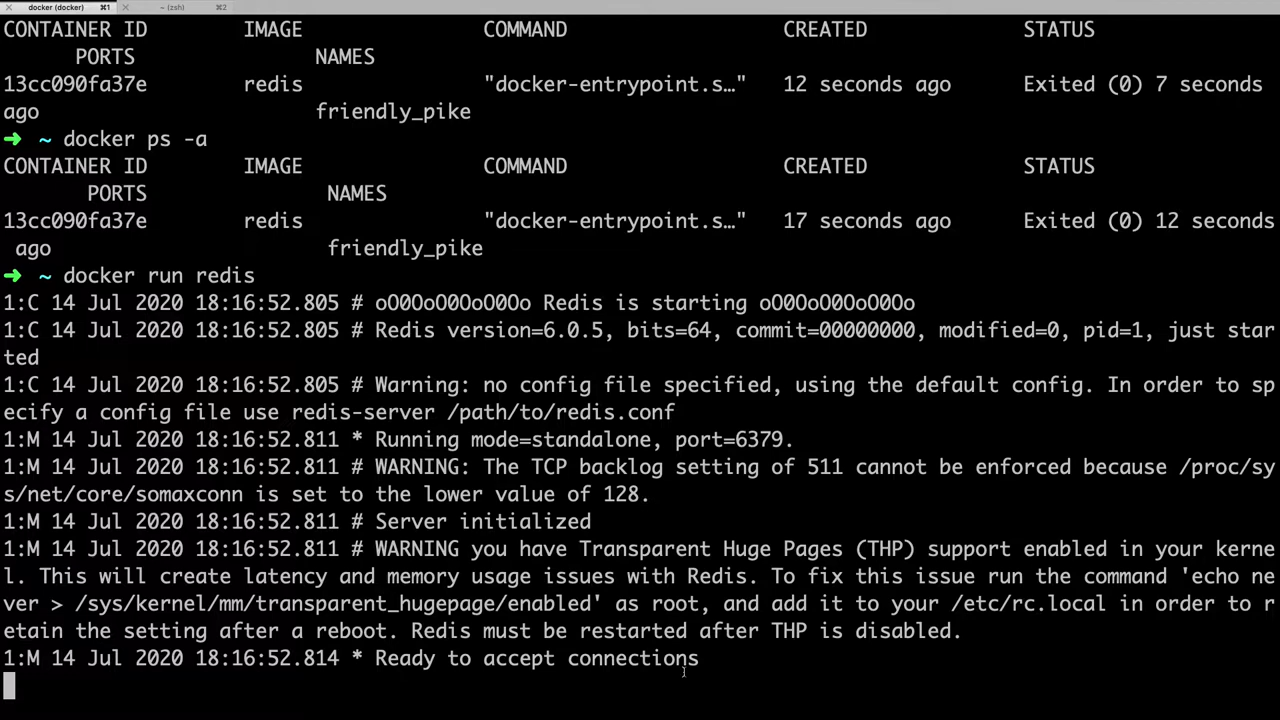 docker (docker) ⌘1 ~ (zsh) ⌘2
CONTAINER ID IMAGE COMMAND CREATED STATUS
PORTS NAMES
13cc090fa37e redis "docker-entrypoint.s…" 12 seconds ago Exited (0) 7 seconds
ago friendly_pike
➜ ~ docker ps -a
CONTAINER ID IMAGE COMMAND CREATED STATUS
PORTS NAMES
13cc090fa37e redis "docker-entrypoint.s…" 17 seconds ago Exited (0) 12 seconds
ago friendly_pike
➜ ~ docker run redis
1:C 14 Jul 2020 18:16:52.805 # oO0OoO0OoO0Oo Redis is starting oO0OoO0OoO0Oo
1:C 14 Jul 2020 18:16:52.805 # Redis version=6.0.5, bits=64, commit=00000000, modified=0, pid=1, just star
ted
1:C 14 Jul 2020 18:16:52.805 # Warning: no config file specified, using the default config. In order to sp
ecify a config file use redis-server /path/to/redis.conf
1:M 14 Jul 2020 18:16:52.811 * Running mode=standalone, port=6379.
1:M 14 Jul 2020 18:16:52.811 # WARNING: The TCP backlog setting of 511 cannot be enforced because /proc/sy
s/net/core/somaxconn is set to the lower value of 128.
1:M 14 Jul 2020 18:16:52.811 # Server initialized
1:M 14 Jul 2020 18:16:52.811 # WARNING you have Transparent Huge Pages (THP) support enabled in your kerne
l. This will create latency and memory usage issues with Redis. To fix this issue run the command 'echo ne
ver > /sys/kernel/mm/transparent_hugepage/enabled' as root, and add it to your /etc/rc.local in order to r
etain the setting after a reboot. Redis must be restarted after THP is disabled.
1:M 14 Jul 2020 18:16:52.814 * Ready to accept connections